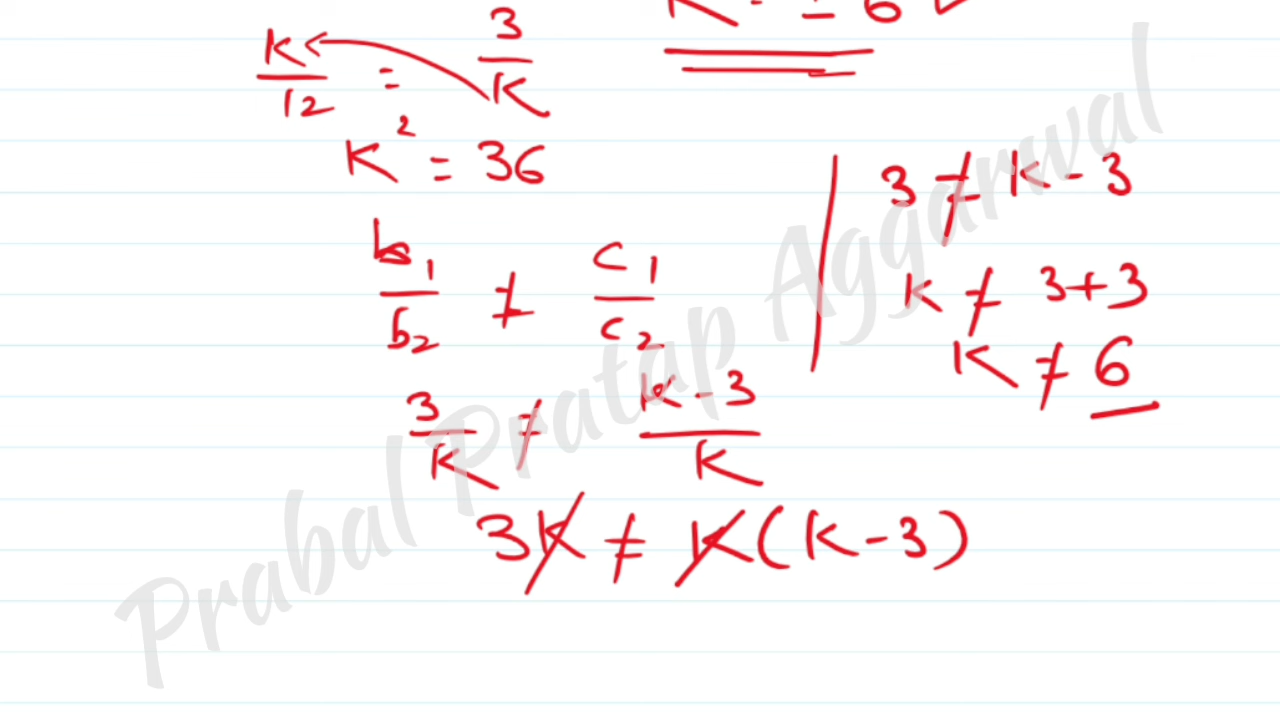 K = ± 6
K/12 = 3/K
K² = 36
b₁/b₂ ≠ c₁/c₂
3/K ≠ K-3/K
3K ≠ K(K-3)
3 ≠ K-3
K ≠ 3+3
K ≠ 6
Prabal Pratap Aggarwal